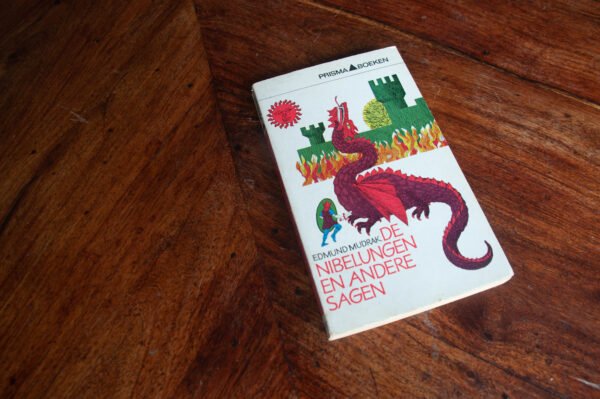 PRISMA BOEKEN
EDMUND MUDRAK DE
NIBELUNGEN
EN ANDERE
SAGEN